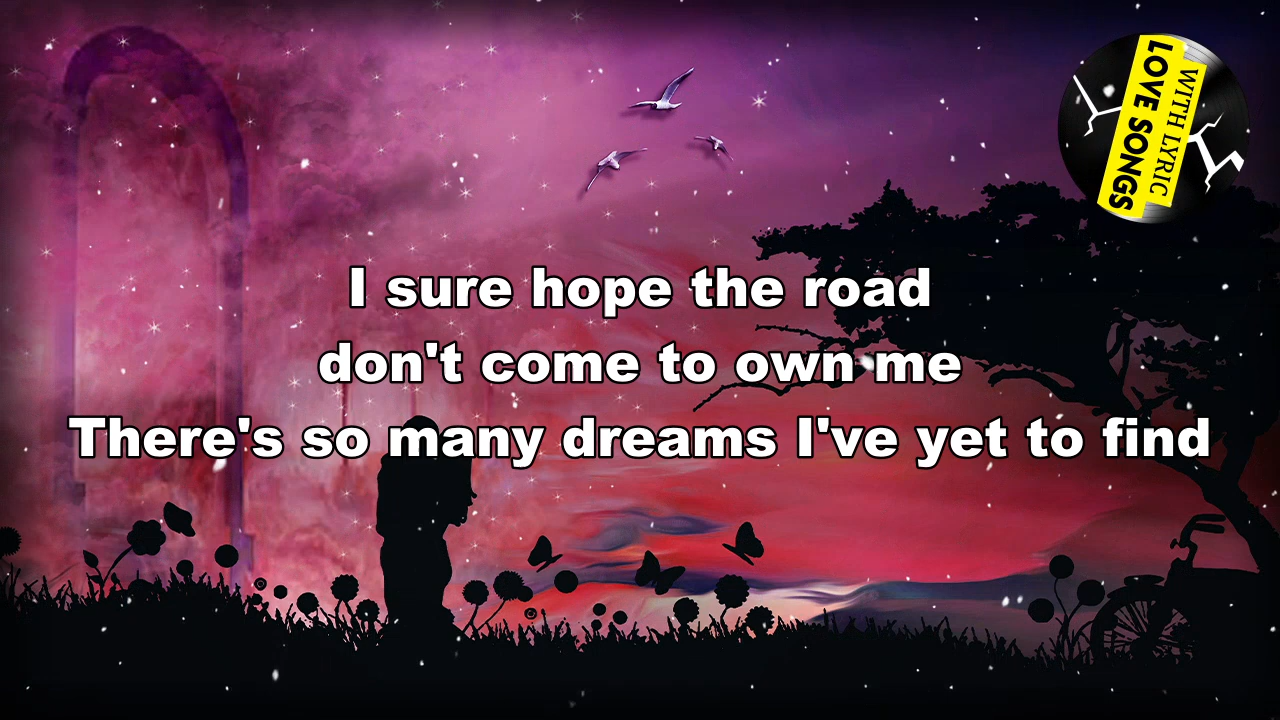 WITH LYRIC
LOVE SONGS
I sure hope the road
don't come to own me
There's so many dreams I've yet to find